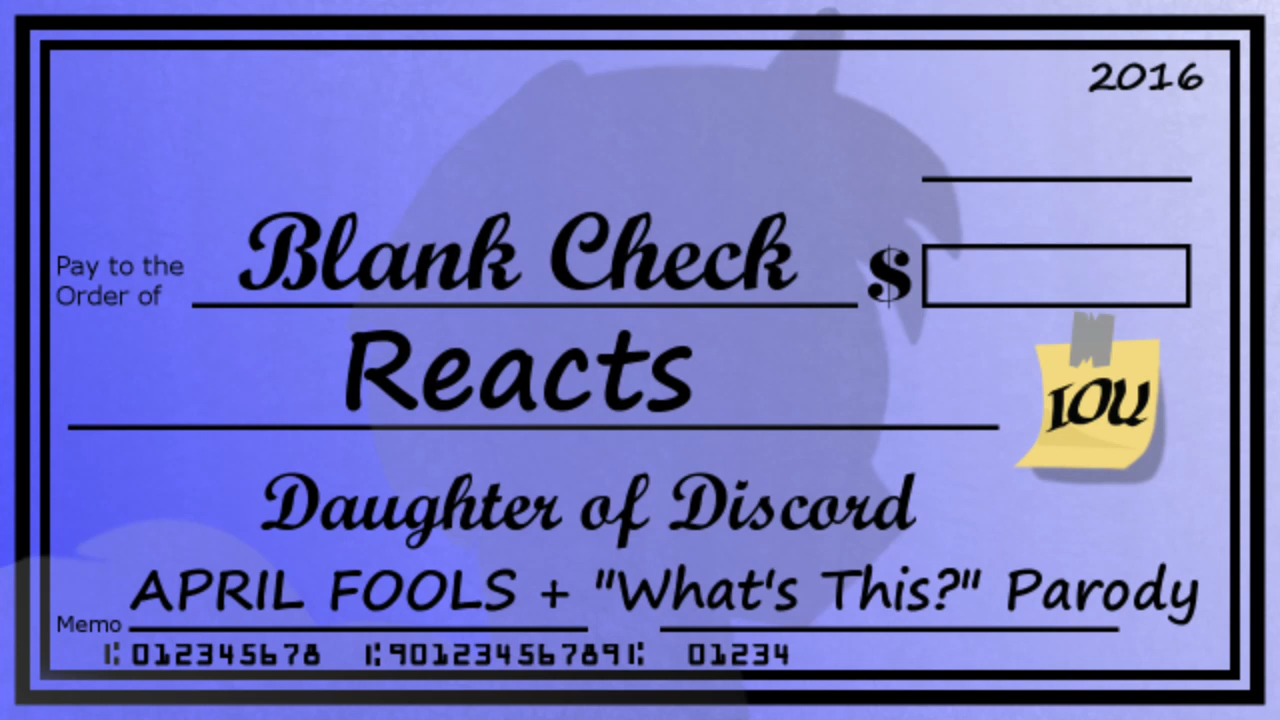 2016
Pay to the
Order of
Blank Check
$
Reacts
IOU
Daughter of Discord
APRIL FOOLS + "What's This?" Parody
Memo
⑆ 012345678 ⑆901234567891⑆ 01234